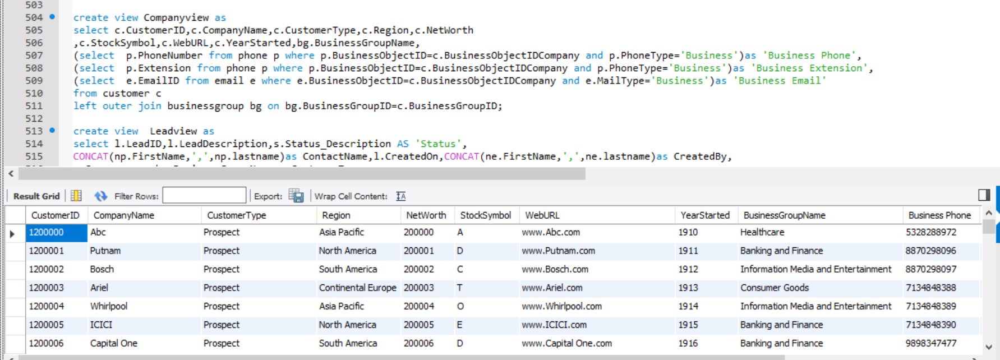 503
504 create view Companyview as
505 select c.CustomerID,c.CompanyName,c.CustomerType,c.Region,c.NetWorth
506 ,c.StockSymbol,c.WebURL,c.YearStarted,bg.BusinessGroupName,
507 (select  p.PhoneNumber from phone p where p.BusinessObjectID=c.BusinessObjectIDCompany and p.PhoneType='Business')as 'Business Phone',
508 (select  p.Extension from phone p where p.BusinessObjectID=c.BusinessObjectIDCompany and p.PhoneType='Business')as 'Business Extension',
509 (select  e.EmailID from email e where e.BusinessObjectID=c.BusinessObjectIDCompany and e.MailType='Business')as 'Business Email'
510 from customer c
511 left outer join businessgroup bg on bg.BusinessGroupID=c.BusinessGroupID;
512
513 create view  Leadview as
514 select l.LeadID,l.LeadDescription,s.Status_Description AS 'Status',
515 CONCAT(np.FirstName,',',np.lastname)as ContactName,l.CreatedOn,CONCAT(ne.FirstName,',',ne.lastname)as CreatedBy,
Result Grid Filter Rows: Export: Wrap Cell Content:
CustomerID CompanyName CustomerType Region NetWorth StockSymbol WebURL YearStarted BusinessGroupName Business Phone
1200000 Abc Prospect Asia Pacific 200000 A www.Abc.com 1910 Healthcare 5328288972
1200001 Putnam Prospect North America 200001 D www.Putnam.com 1911 Banking and Finance 8870298096
1200002 Bosch Prospect South America 200002 C www.Bosch.com 1912 Information Media and Entertainment 8870298097
1200003 Ariel Prospect Continental Europe 200003 T www.Ariel.com 1913 Consumer Goods 7134848388
1200004 Whirlpool Prospect Asia Pacific 200004 O www.Whirlpool.com 1914 Information Media and Entertainment 7134848389
1200005 ICICI Prospect North America 200005 E www.ICICI.com 1915 Banking and Finance 7134848390
1200006 Capital One Prospect South America 200006 D www.Capital One.com 1916 Banking and Finance 9898347477